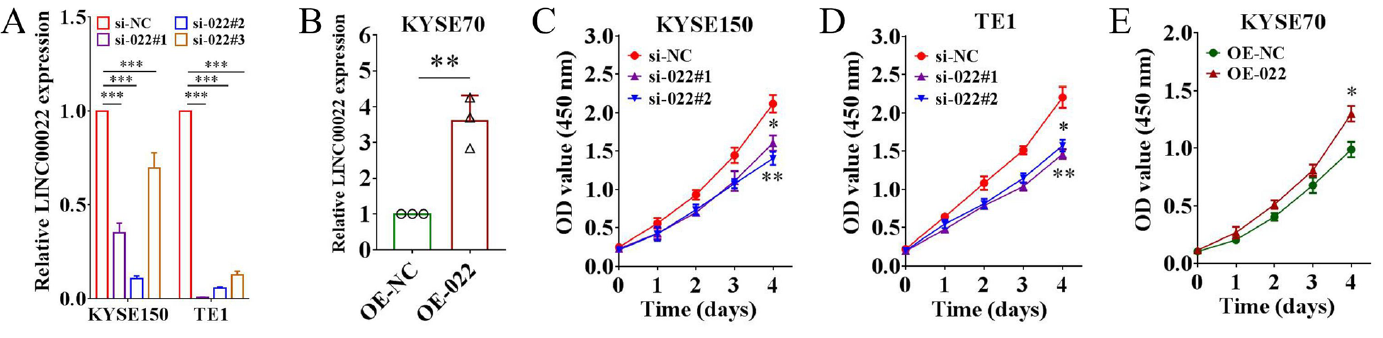 A
Relative LINC00022 expression
1.5
1.0
0.5
0.0
si-NC
si-022#1
si-022#2
si-022#3
***
***
***
***
***
***
KYSE150
TE1
B
KYSE70
Relative LINC00022 expression
6
5
4
3
2
1
0
**
OE-NC
OE-022
C
KYSE150
OD value (450 nm)
3.0
2.5
2.0
1.5
1.0
0.5
0.0
si-NC
si-022#1
si-022#2
*
**
0 1 2 3 4
Time (days)
D
TE1
OD value (450 nm)
3.0
2.5
2.0
1.5
1.0
0.5
0.0
si-NC
si-022#1
si-022#2
*
**
0 1 2 3 4
Time (days)
E
KYSE70
OD value (450 nm)
2.0
1.5
1.0
0.5
0.0
OE-NC
OE-022
*
0 1 2 3 4
Time (days)